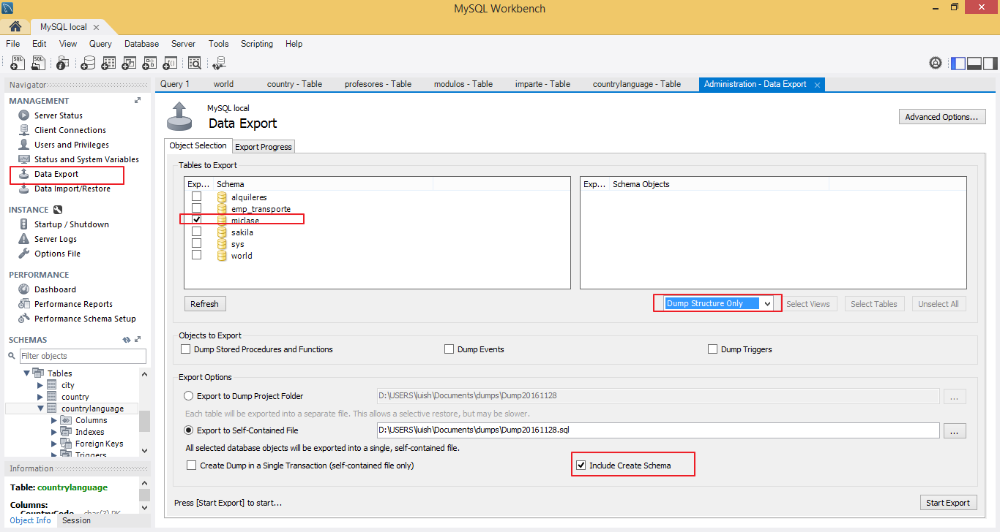 MySQL Workbench
MySQL local
File Edit View Query Database Server Tools Scripting Help
Navigator
MANAGEMENT
Server Status
Client Connections
Users and Privileges
Status and System Variables
Data Export
Data Import/Restore
INSTANCE
Startup / Shutdown
Server Logs
Options File
PERFORMANCE
Dashboard
Performance Reports
Performance Schema Setup
SCHEMAS
Filter objects
Tables
city
country
countrylanguage
Columns
Indexes
Foreign Keys
Triggers
Information
Table: countrylanguage
Columns:
CountryCode char(3) PK
Object Info Session
Query 1 world country - Table profesores - Table modulos - Table imparte - Table countrylanguage - Table Administration - Data Export
MySQL local
Data Export
Advanced Options...
Object Selection Export Progress
Tables to Export
Exp... Schema
alquileres
emp_transporte
miclase
sakila
sys
world
Exp... Schema Objects
Refresh
Dump Structure Only Select Views Select Tables Unselect All
Objects to Export
Dump Stored Procedures and Functions Dump Events Dump Triggers
Export Options
Export to Dump Project Folder D:\USERS\luish\Documents\dumps\Dump20161128 ...
Each table will be exported into a separate file. This allows a selective restore, but may be slower.
Export to Self-Contained File D:\USERS\luish\Documents\dumps\Dump20161128.sql ...
All selected database objects will be exported into a single, self-contained file.
Create Dump in a Single Transaction (self-contained file only) Include Create Schema
Press [Start Export] to start...
Start Export